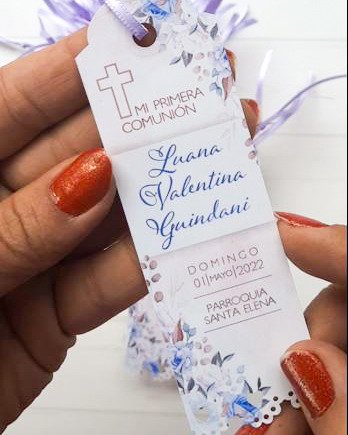 MI PRIMERA
COMUNIÓN
Luana
Valentina
Guindani
DOMINGO
01|MAYO|2022
PARROQUIA
SANTA ELENA